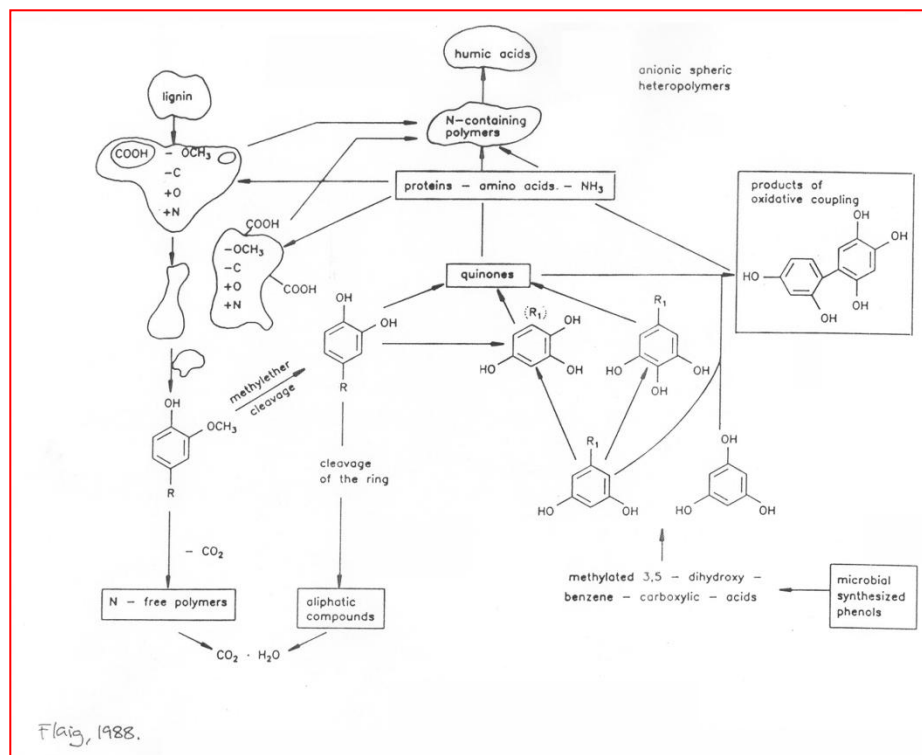 humic acids
anionic spheric
heteropolymers
lignin
N-containing
polymers
COOH
- OCH3
-C
+O
+N
proteins - amino acids. - NH3
products of
oxidative coupling
OH
OH
OH
HO
OH
OH
COOH
-OCH3
-C
+O
+N
COOH
quinones
OH
OH
R
(R1)
OH
HO
OH
R1
HO
OH
OH
methylether
cleavage
OH
OCH3
R
cleavage
of the ring
R1
HO
OH
OH
HO
OH
- CO2
N - free polymers
aliphatic
compounds
methylated 3,5 - dihydroxy -
benzene - carboxylic - acids
microbial
synthesized
phenols
CO2 · H2O
Flaig, 1988.